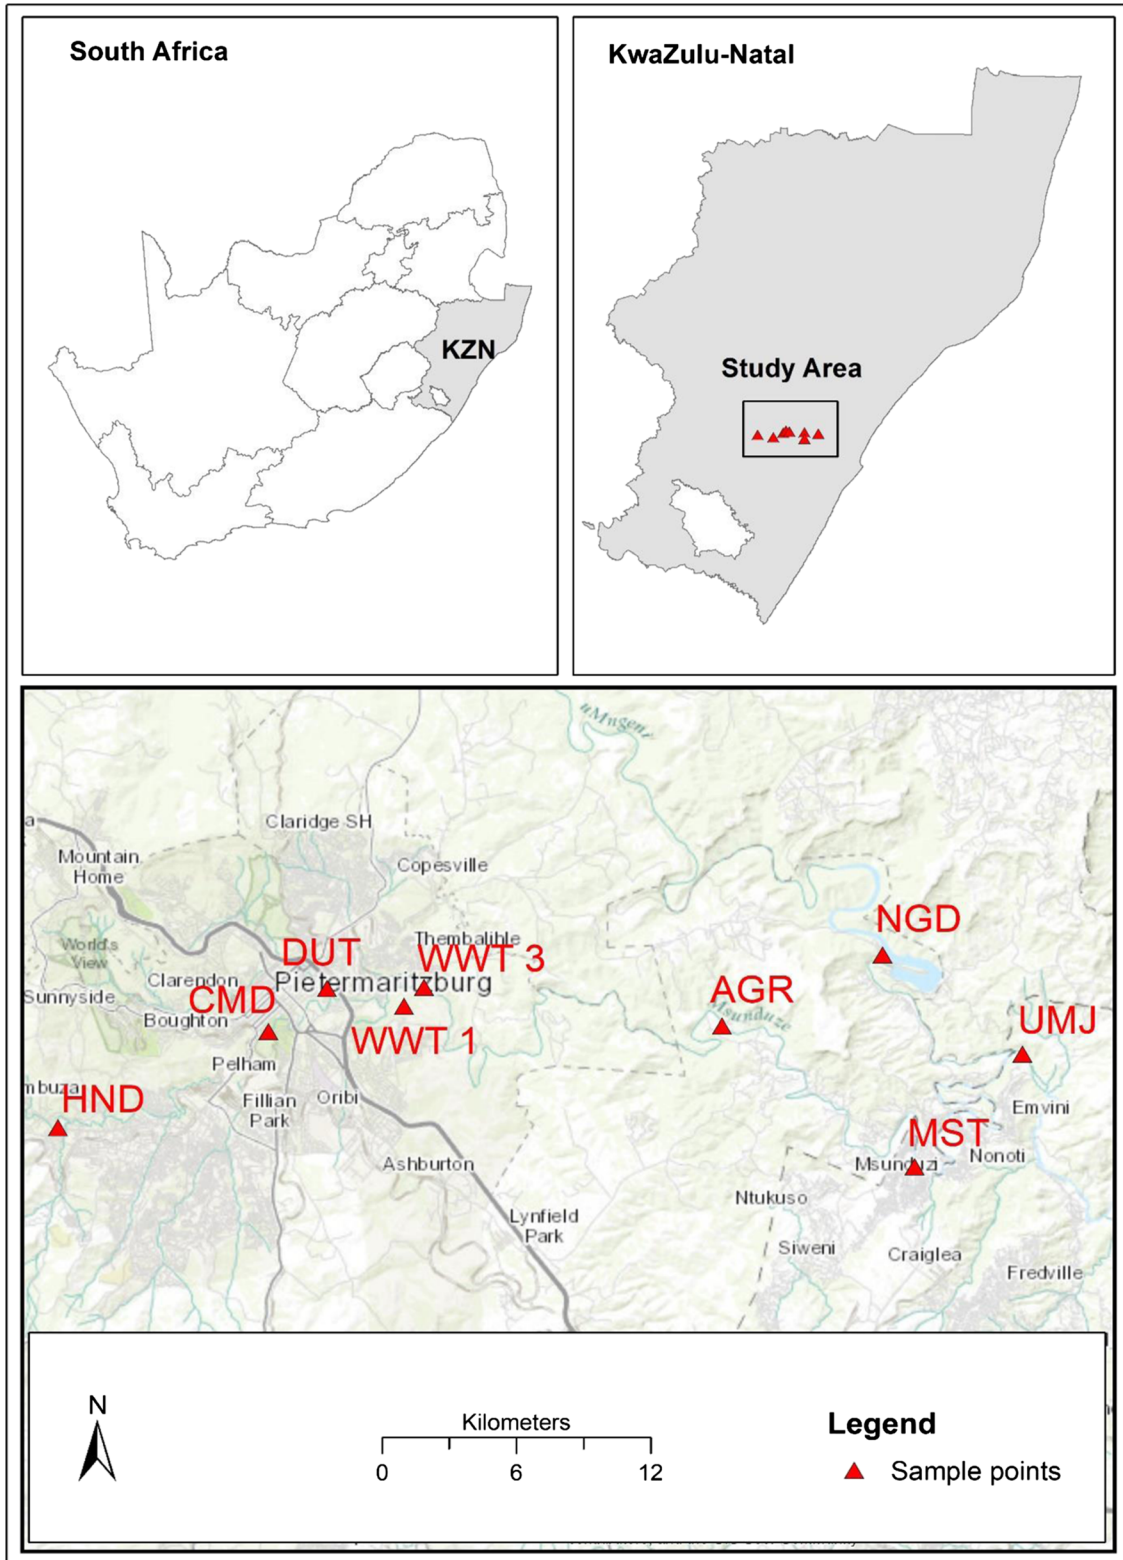 South Africa
KZN
KwaZulu-Natal
Study Area
uMngeni
Claridge SH
Mountain
Home
Copesville
World's
View
Thembalihle
DUT
WWT 3
NGD
Clarendon
Pietermaritzburg
Sunnyside
CMD
AGR
Msunduze
Boughton
WWT 1
UMJ
Pelham
mbuza
HND
Fillian
Park
Oribi
Emvini
MST
Ashburton
Msunduzi
Nonoti
Ntukuso
Lynfield
Park
Siweni
Craiglea
Fredville
N
Kilometers
0 6 12
Legend
Sample points